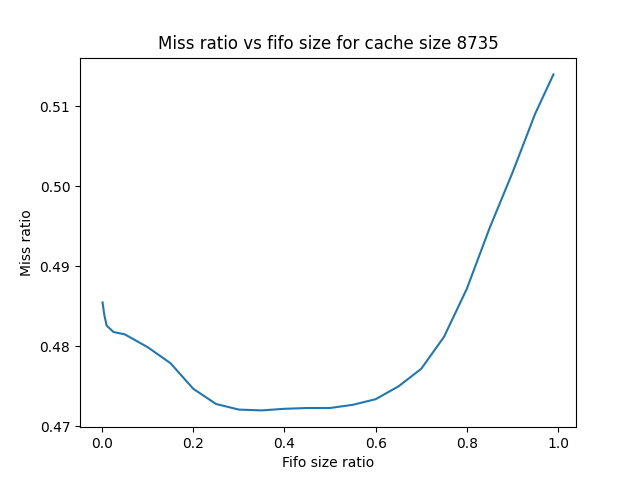 Miss ratio vs fifo size for cache size 8735
0.51
0.50
0.49
0.48
0.47
Miss ratio
0.0 0.2 0.4 0.6 0.8 1.0
Fifo size ratio